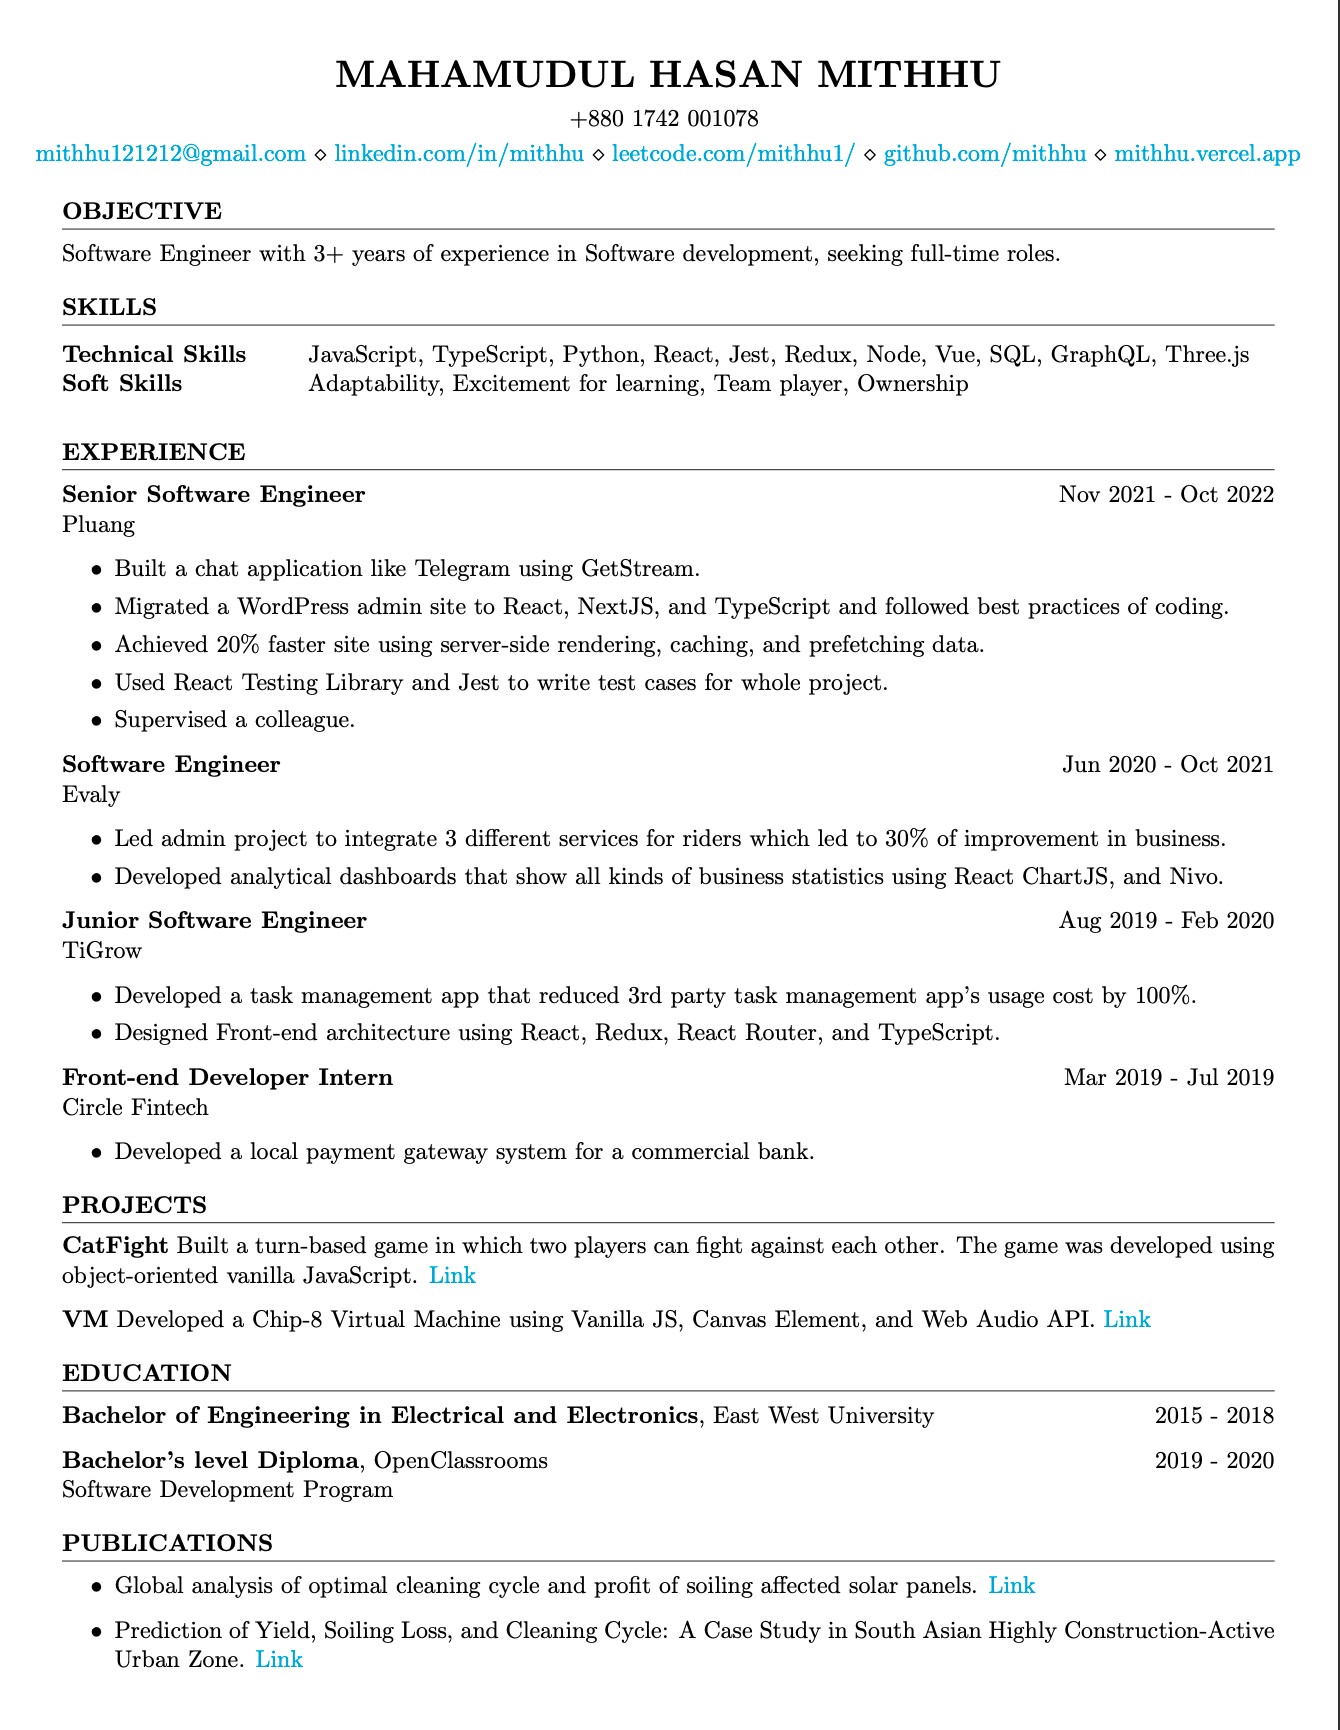 MAHAMUDUL HASAN MITHHU
+880 1742 001078
mithhu121212@gmail.com ⋄ linkedin.com/in/mithhu ⋄ leetcode.com/mithhu1/ ⋄ github.com/mithhu ⋄ mithhu.vercel.app
OBJECTIVE
Software Engineer with 3+ years of experience in Software development, seeking full-time roles.
SKILLS
Technical Skills JavaScript, TypeScript, Python, React, Jest, Redux, Node, Vue, SQL, GraphQL, Three.js
Soft Skills Adaptability, Excitement for learning, Team player, Ownership
EXPERIENCE
Senior Software Engineer Nov 2021 - Oct 2022
Pluang
• Built a chat application like Telegram using GetStream.
• Migrated a WordPress admin site to React, NextJS, and TypeScript and followed best practices of coding.
• Achieved 20% faster site using server-side rendering, caching, and prefetching data.
• Used React Testing Library and Jest to write test cases for whole project.
• Supervised a colleague.
Software Engineer Jun 2020 - Oct 2021
Evaly
• Led admin project to integrate 3 different services for riders which led to 30% of improvement in business.
• Developed analytical dashboards that show all kinds of business statistics using React ChartJS, and Nivo.
Junior Software Engineer Aug 2019 - Feb 2020
TiGrow
• Developed a task management app that reduced 3rd party task management app's usage cost by 100%.
• Designed Front-end architecture using React, Redux, React Router, and TypeScript.
Front-end Developer Intern Mar 2019 - Jul 2019
Circle Fintech
• Developed a local payment gateway system for a commercial bank.
PROJECTS
CatFight Built a turn-based game in which two players can fight against each other. The game was developed using
object-oriented vanilla JavaScript. Link
VM Developed a Chip-8 Virtual Machine using Vanilla JS, Canvas Element, and Web Audio API. Link
EDUCATION
Bachelor of Engineering in Electrical and Electronics, East West University 2015 - 2018
Bachelor's level Diploma, OpenClassrooms 2019 - 2020
Software Development Program
PUBLICATIONS
• Global analysis of optimal cleaning cycle and profit of soiling affected solar panels. Link
• Prediction of Yield, Soiling Loss, and Cleaning Cycle: A Case Study in South Asian Highly Construction-Active
Urban Zone. Link